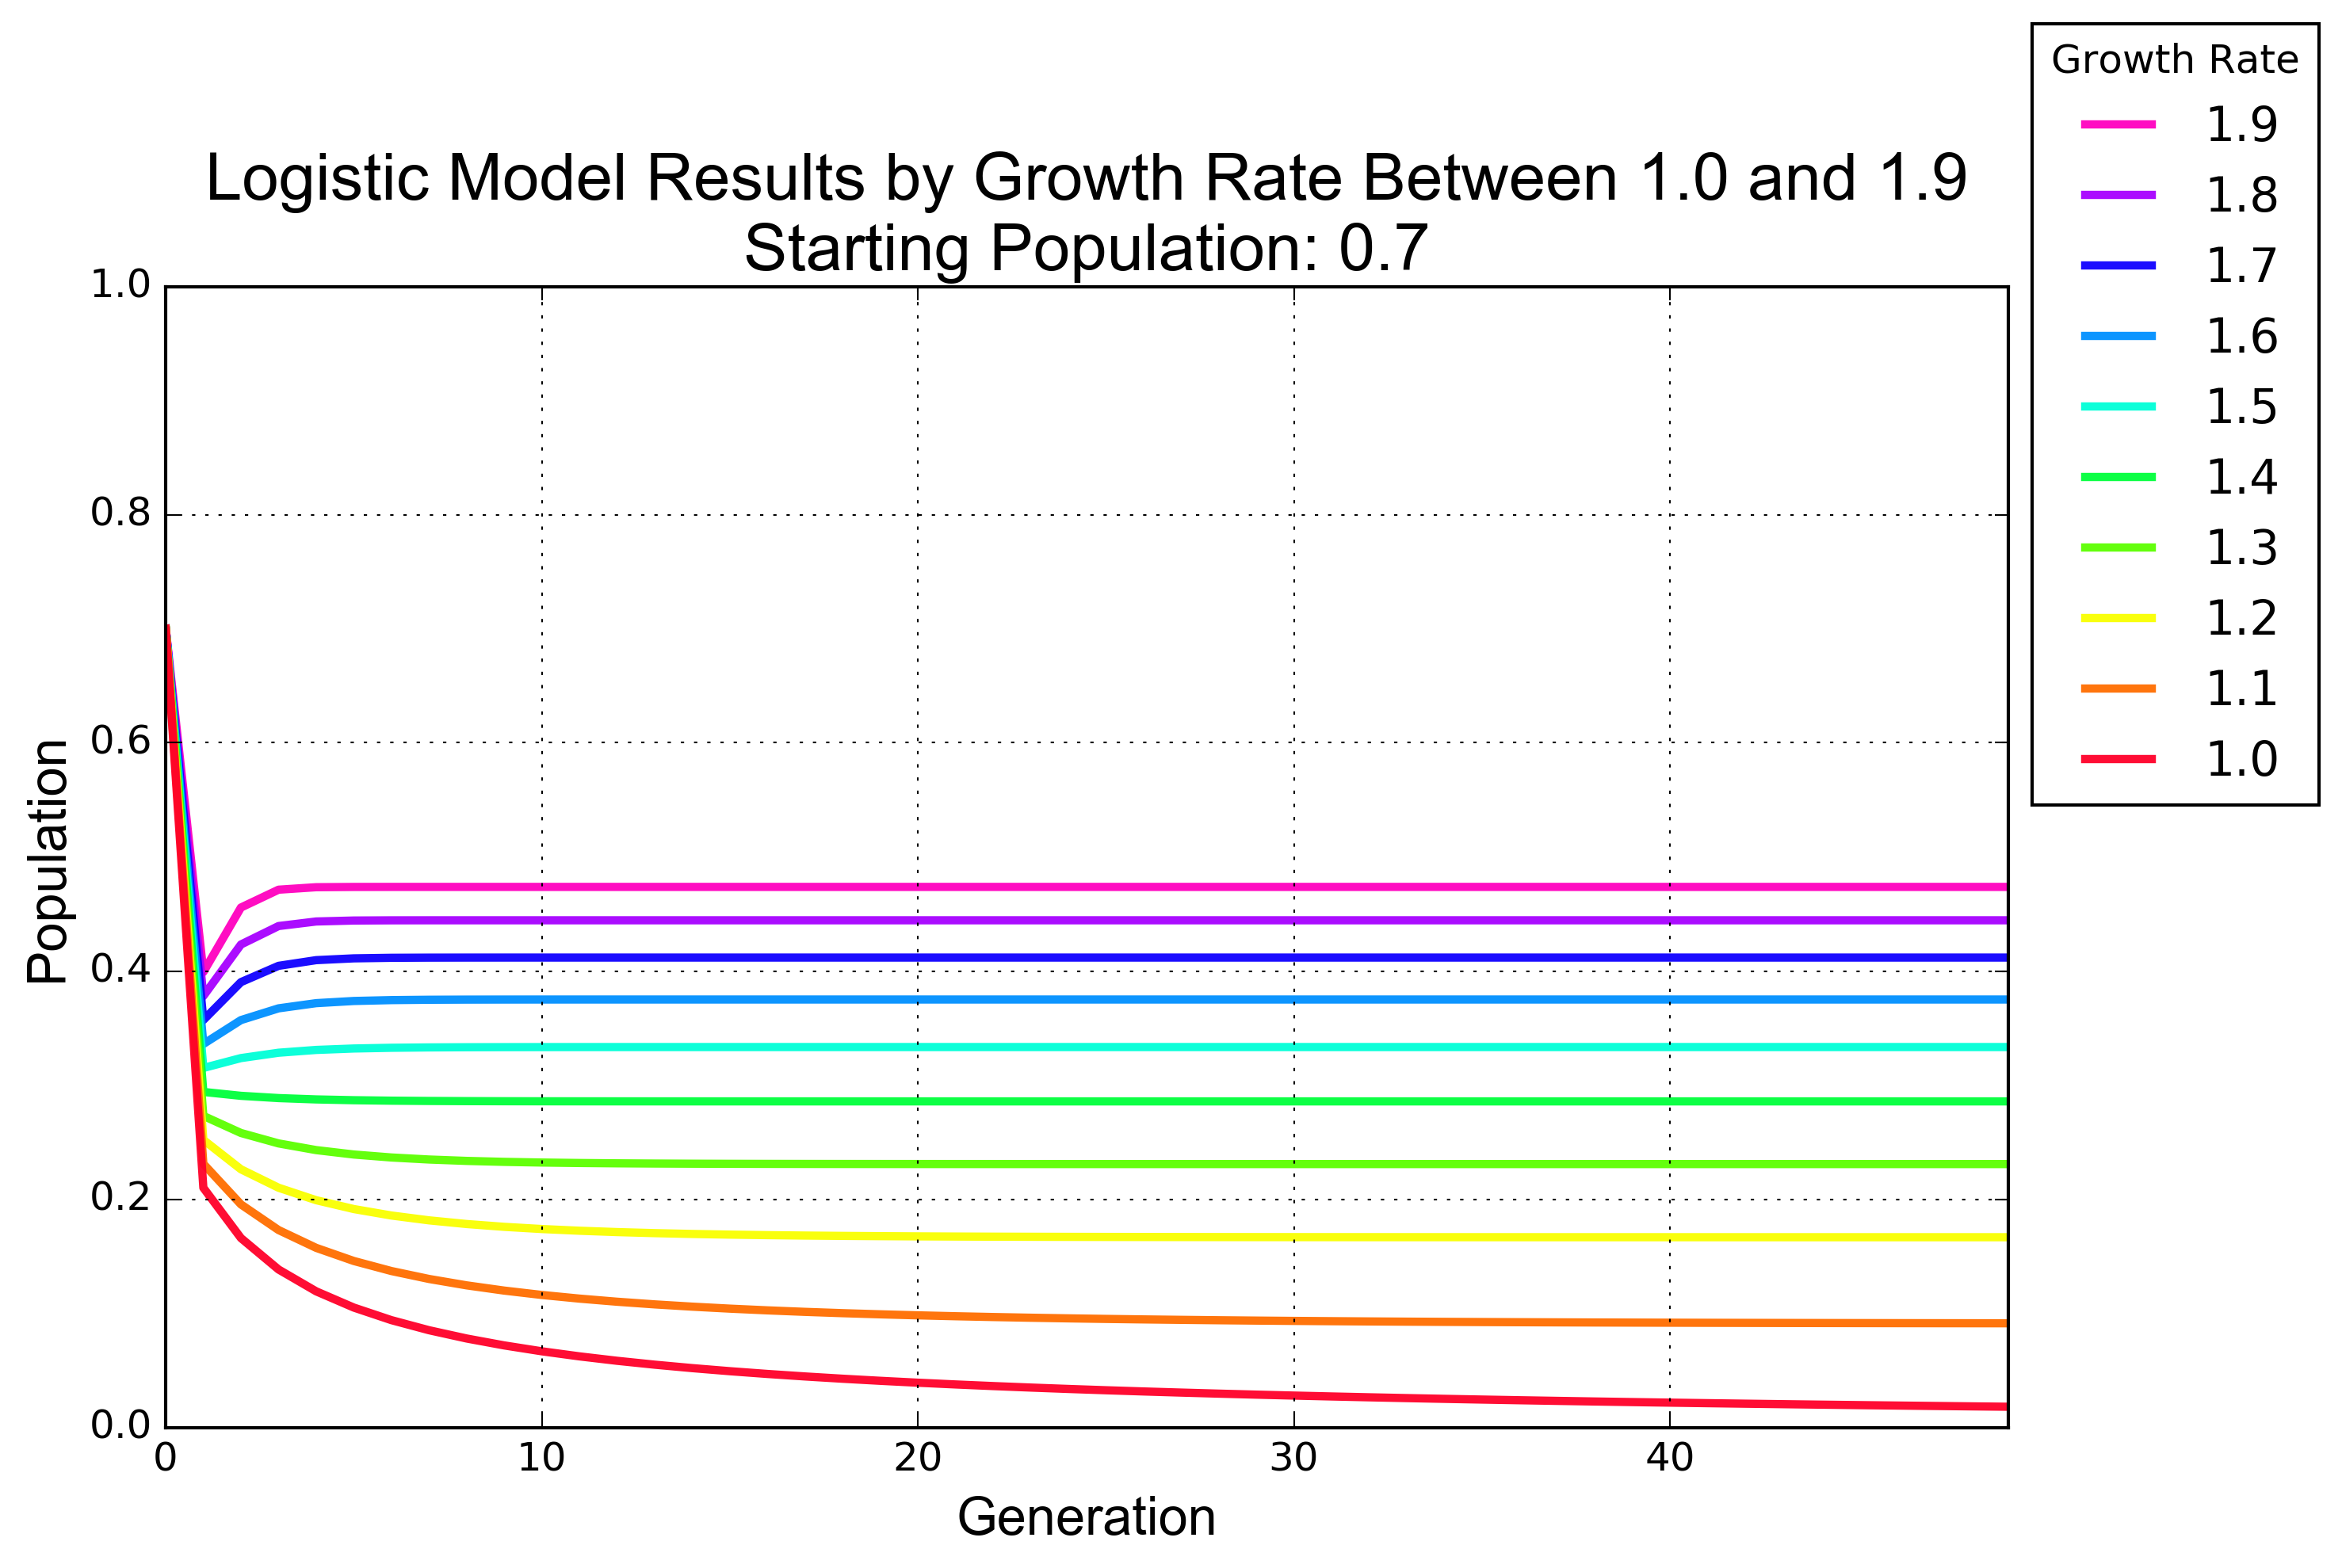 Growth Rate
1.9
1.8
1.7
1.6
1.5
1.4
1.3
1.2
1.1
1.0
Logistic Model Results by Growth Rate Between 1.0 and 1.9
Starting Population: 0.7
1.0
0.8
0.6
0.4
0.2
0.0
Population
0 10 20 30 40
Generation